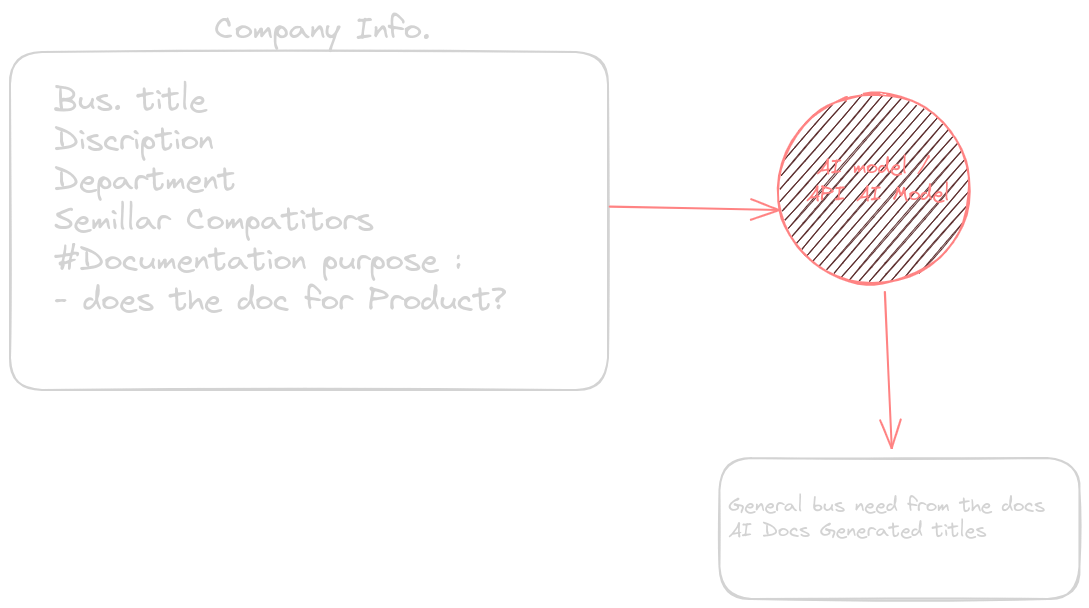 Company Info.
Bus. title
Discription
Department
Semillar Compatitors
#Documentation purpose :
- does the doc for Product?
AI model /
API AI Model
General bus need from the docs
AI Docs Generated titles